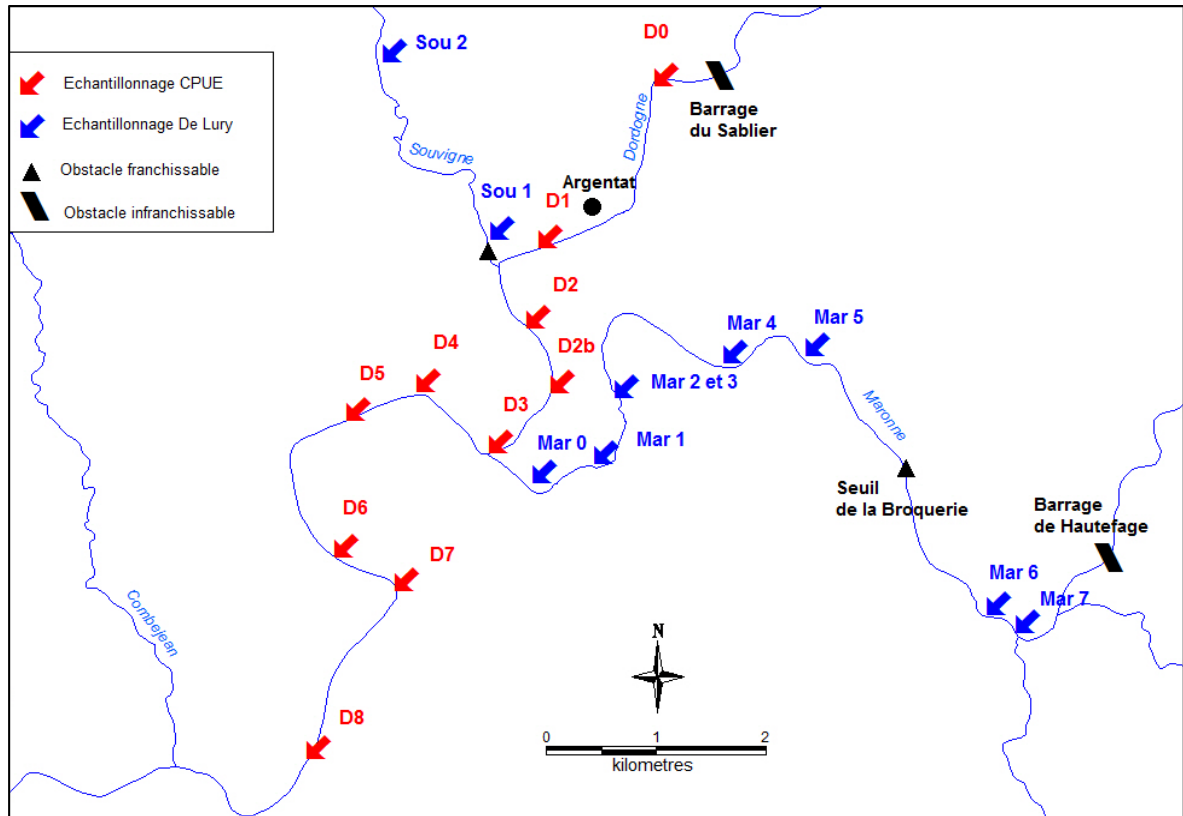 Echantillonnage CPUE
Echantillonnage De Lury
Obstacle franchissable
Obstacle infranchissable
Sou 2
D0
Barrage
du Sablier
Dordogne
Souvigne
Argentat
Sou 1
D1
D2
D2b
D3
D4
D5
D6
D7
D8
Mar 0
Mar 1
Mar 2 et 3
Mar 4
Mar 5
Maronne
Seuil
de la Broquerie
Barrage
de Hautefage
Mar 6
Mar 7
Combejean
N
0 1 2
kilometres